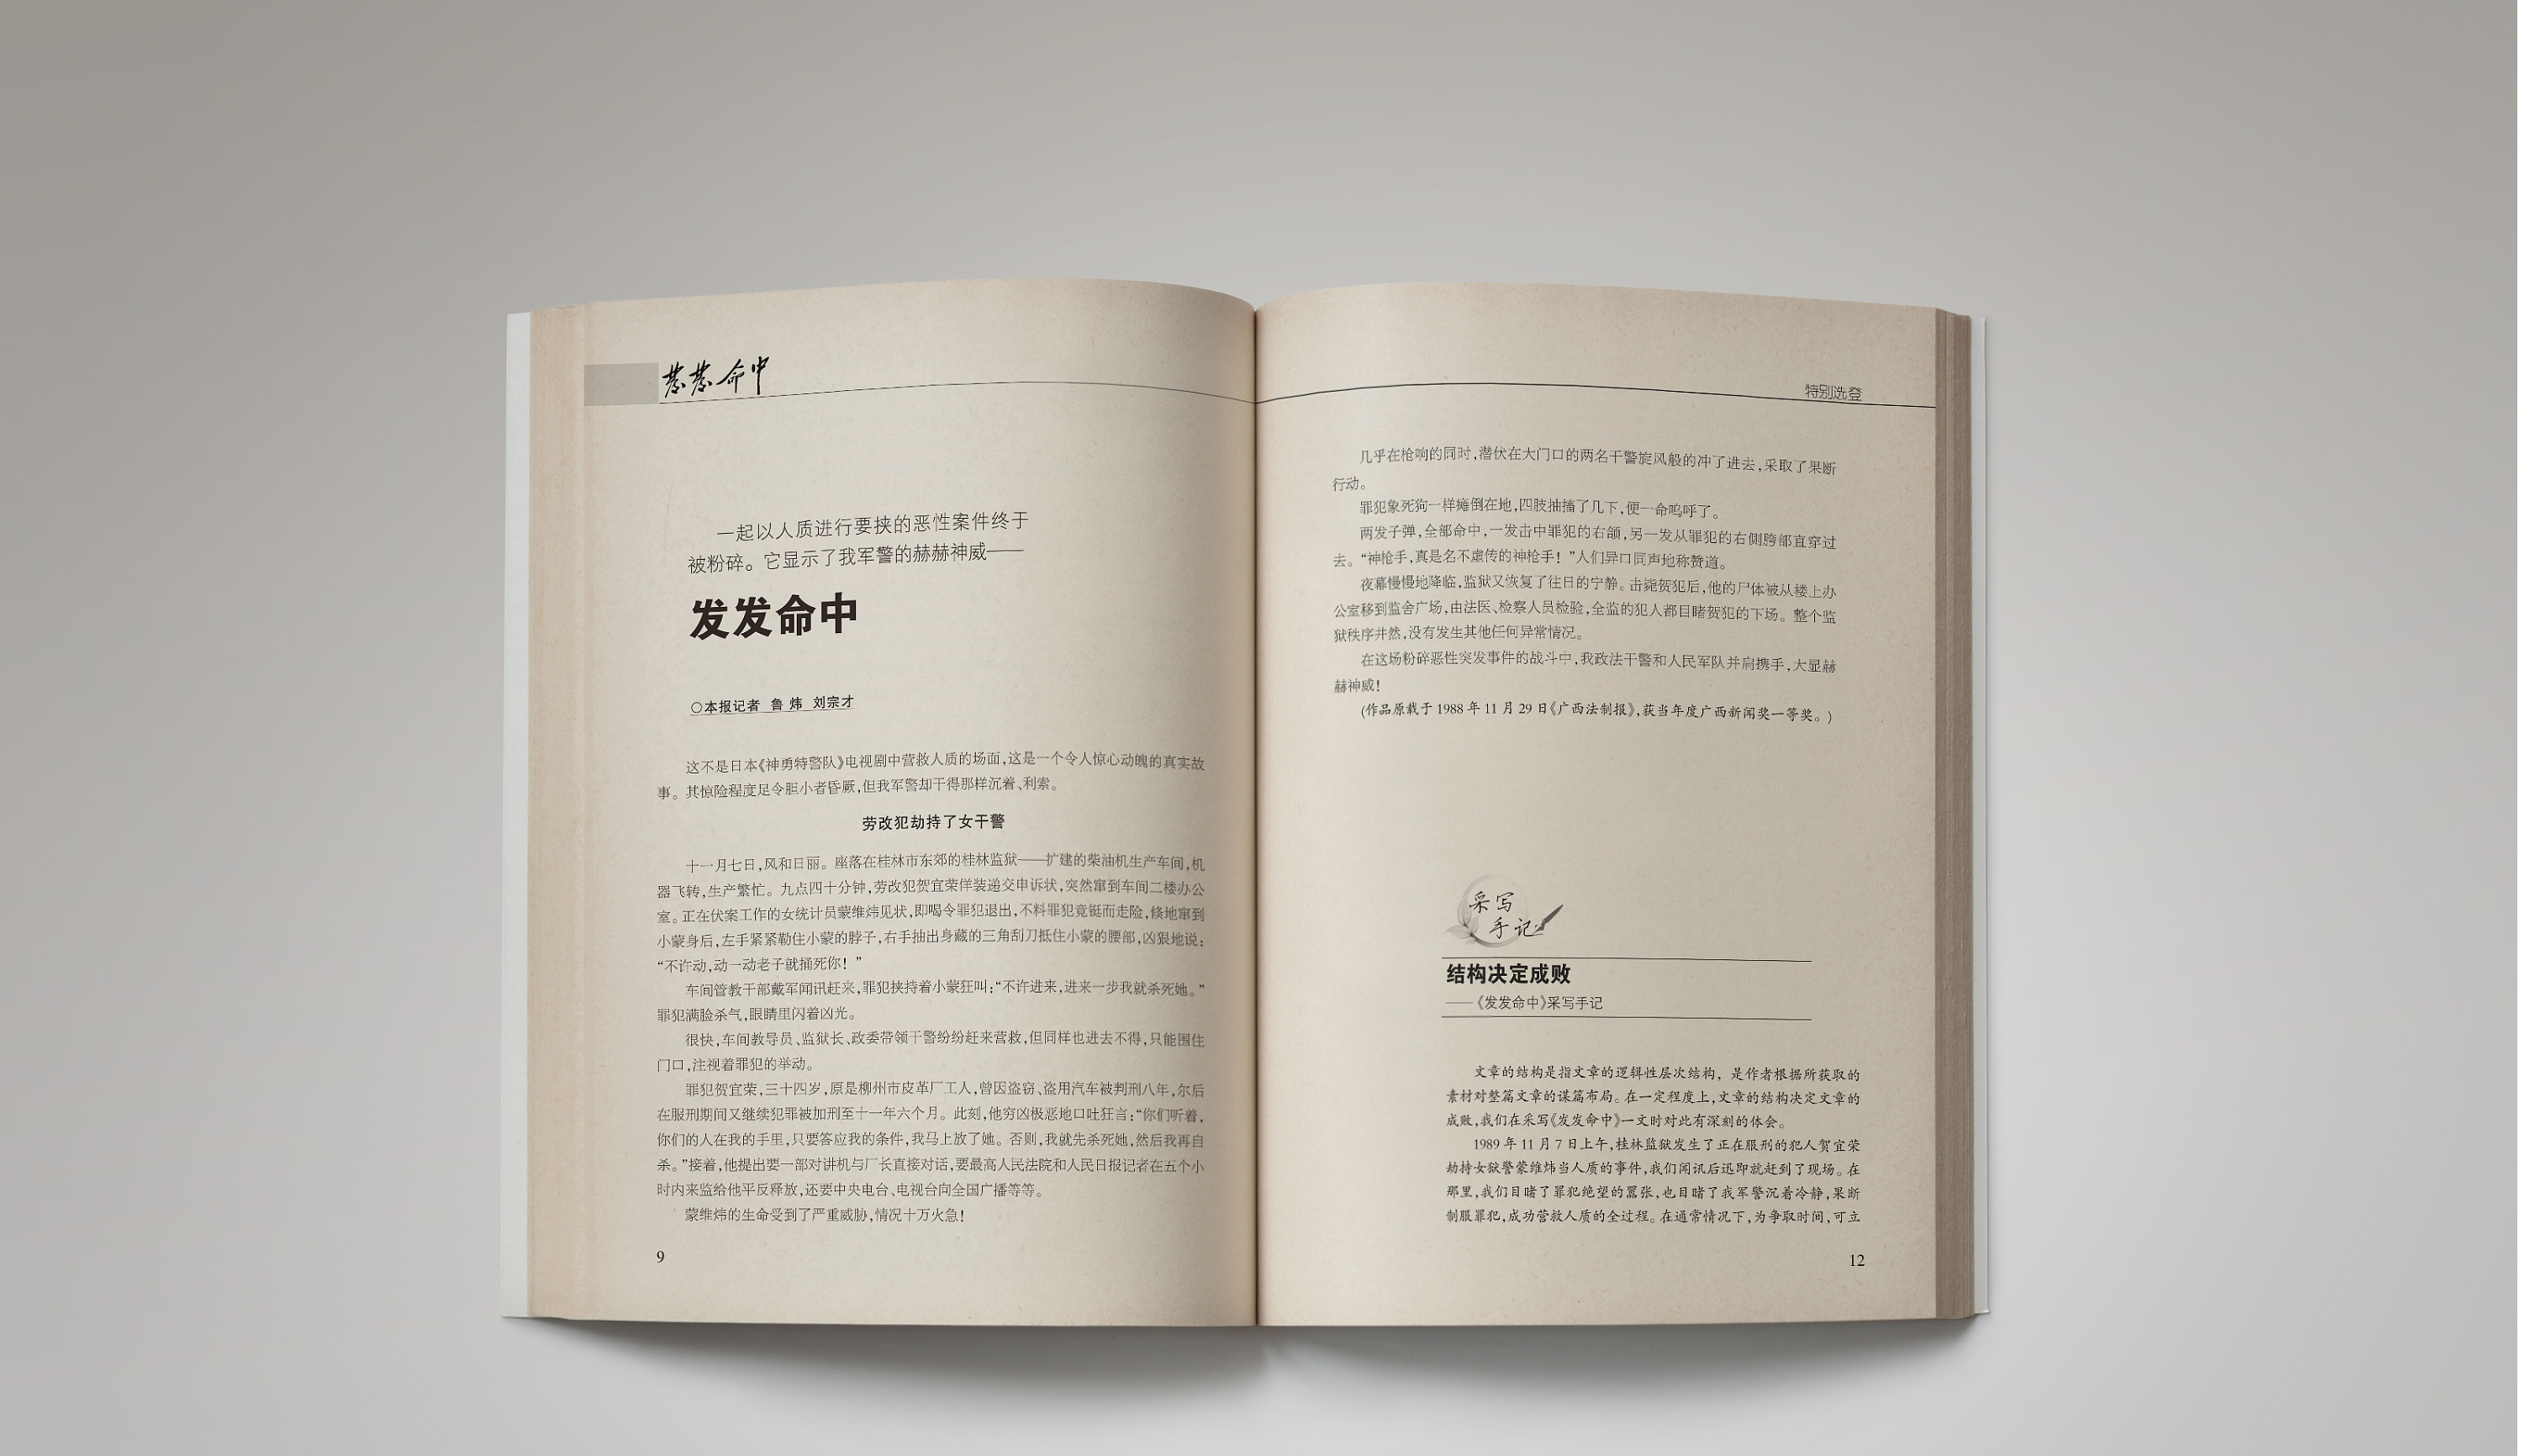 发发命中
一起以人质进行要挟的恶性案件终于
被粉碎。它显示了我军警的赫赫神威——
发发命中
○本报记者 鲁 炜 刘宗才
这不是日本《神勇特警队》电视剧中营救人质的场面,这是一个令人惊心动魄的真实故
事。其惊险程度足令胆小者昏厥,但我军警却干得那样沉着、利索。
劳改犯劫持了女干警
十一月七日,风和日丽。座落在桂林市东郊的桂林监狱——扩建的柴油机生产车间,机
器飞转,生产繁忙。九点四十分钟,劳改犯贺宜荣佯装递交申诉状,突然窜到车间二楼办公
室。正在伏案工作的女统计员蒙维炜见状,即喝令罪犯退出,不料罪犯竟铤而走险,倏地窜到
小蒙身后,左手紧紧勒住小蒙的脖子,右手抽出身藏的三角刮刀抵住小蒙的腰部,凶狠地说:
“不许动,动一动老子就捅死你!”
车间管教干部戴军闻讯赶来,罪犯挟持着小蒙狂叫:“不许进来,进来一步我就杀死她。”
罪犯满脸杀气,眼睛里闪着凶光。
很快,车间教导员、监狱长、政委带领干警纷纷赶来营救,但同样也进去不得,只能围住
门口,注视着罪犯的举动。
罪犯贺宜荣,三十四岁,原是柳州市皮革厂工人,曾因盗窃、盗用汽车被判刑八年,尔后
在服刑期间又继续犯罪被加刑至十一年六个月。此刻,他穷凶极恶地口吐狂言:“你们听着,
你们的人在我的手里,只要答应我的条件,我马上放了她。否则,我就先杀死她,然后我再自
杀。”接着,他提出要一部对讲机与厂长直接对话,要最高人民法院和人民日报记者在五个小
时内来监给他平反释放,还要中央电台、电视台向全国广播等等。
蒙维炜的生命受到了严重威胁,情况十万火急!
9
特别选登
几乎在枪响的同时,潜伏在大门口的两名干警旋风般的冲了进去,采取了果断
行动。
罪犯象死狗一样瘫倒在地,四肢抽搐了几下,便一命呜呼了。
两发子弹,全部命中,一发击中罪犯的右颌,另一发从罪犯的右侧胯部直穿过
去。“神枪手,真是名不虚传的神枪手!”人们异口同声地称赞道。
夜幕慢慢地降临,监狱又恢复了往日的宁静。击毙贺犯后,他的尸体被从楼上办
公室移到监舍广场,由法医、检察人员检验,全监的犯人都目睹贺犯的下场。整个监
狱秩序井然,没有发生其他任何异常情况。
在这场粉碎恶性突发事件的战斗中,我政法干警和人民军队并肩携手,大显赫
赫神威!
(作品原载于1988年11月29日《广西法制报》,获当年度广西新闻奖一等奖。)
采写
手记
结构决定成败
——《发发命中》采写手记
文章的结构是指文章的逻辑性层次结构,是作者根据所获取的
素材对整篇文章的谋篇布局。在一定程度上,文章的结构决定文章的
成败,我们在采写《发发命中》一文时对此有深刻的体会。
1989年11月7日上午,桂林监狱发生了正在服刑的犯人贺宜荣
劫持女狱警蒙维炜当人质的事件,我们闻讯后迅即就赶到了现场。在
那里,我们目睹了罪犯绝望的嚣张,也目睹了我军警沉着冷静,果断
制服罪犯,成功营救人质的全过程。在通常情况下,为争取时间,可立
12